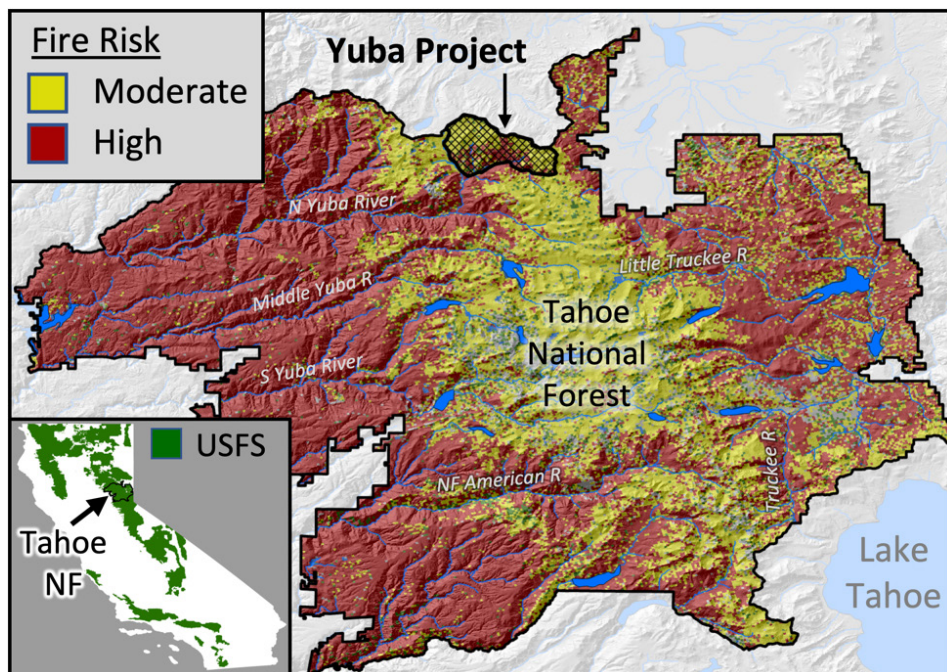 Fire Risk
Moderate
High
Yuba Project
N Yuba River
Middle Yuba R
Little Truckee R
Tahoe
National
Forest
S Yuba River
NF American R
Truckee R
USFS
Tahoe
NF
Lake
Tahoe